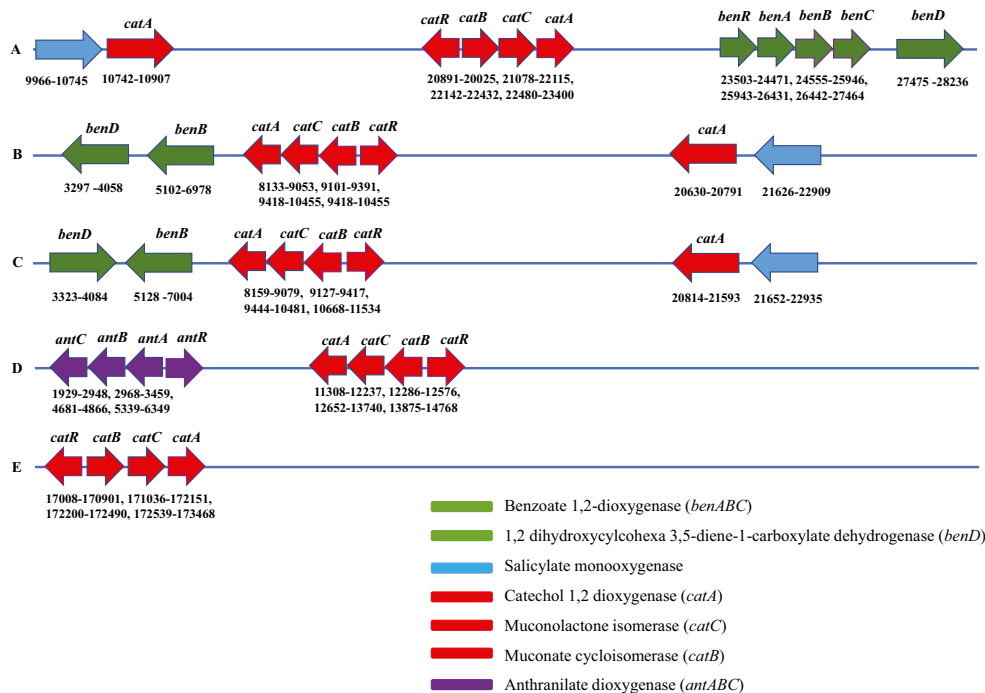 catA
catR catB catC catA
benR benA benB benC benD
A
9966-10745
10742-10907
20891-20025, 21078-22115,
22142-22432, 22480-23400
23503-24471, 24555-25946,
25943-26431, 26442-27464
27475 -28236
benD benB catA catC catB catR catA
B
3297 -4058
5102-6978
8133-9053, 9101-9391,
9418-10455, 9418-10455
20630-20791
21626-22909
benD benB catA catC catB catR catA
C
3323-4084
5128 -7004
8159-9079, 9127-9417,
9444-10481, 10668-11534
20814-21593
21652-22935
antC antB antA antR catA catC catB catR
D
1929-2948, 2968-3459,
4681-4866, 5339-6349
11308-12237, 12286-12576,
12652-13740, 13875-14768
catR catB catC catA
E
17008-170901, 171036-172151,
172200-172490, 172539-173468
Benzoate 1,2-dioxygenase (benABC)
1,2 dihydroxycylcohexa 3,5-diene-1-carboxylate dehydrogenase (benD)
Salicylate monooxygenase
Catechol 1,2 dioxygenase (catA)
Muconolactone isomerase (catC)
Muconate cycloisomerase (catB)
Anthranilate dioxygenase (antABC)